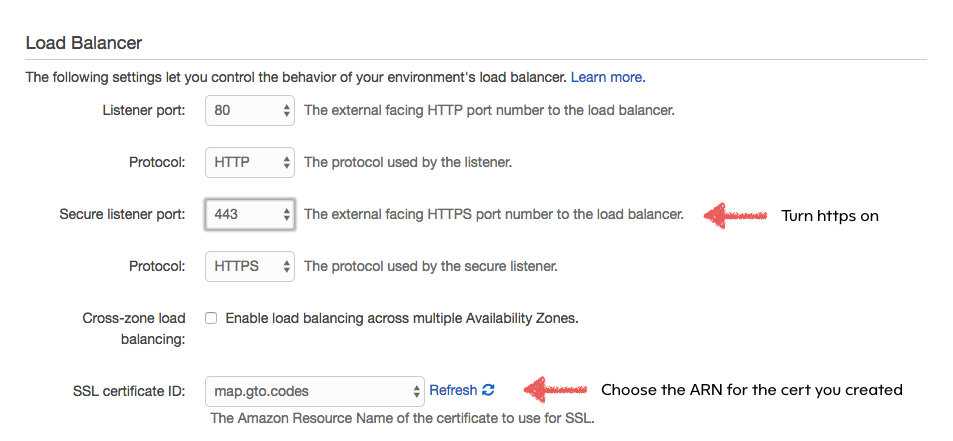 Load Balancer
The following settings let you control the behavior of your environment's load balancer. Learn more.
Listener port: 80 The external facing HTTP port number to the load balancer.
Protocol: HTTP The protocol used by the listener.
Secure listener port: 443 The external facing HTTPS port number to the load balancer. Turn https on
Protocol: HTTPS The protocol used by the secure listener.
Cross-zone load Enable load balancing across multiple Availability Zones.
balancing:
SSL certificate ID: map.gto.codes Refresh Choose the ARN for the cert you created
The Amazon Resource Name of the certificate to use for SSL.